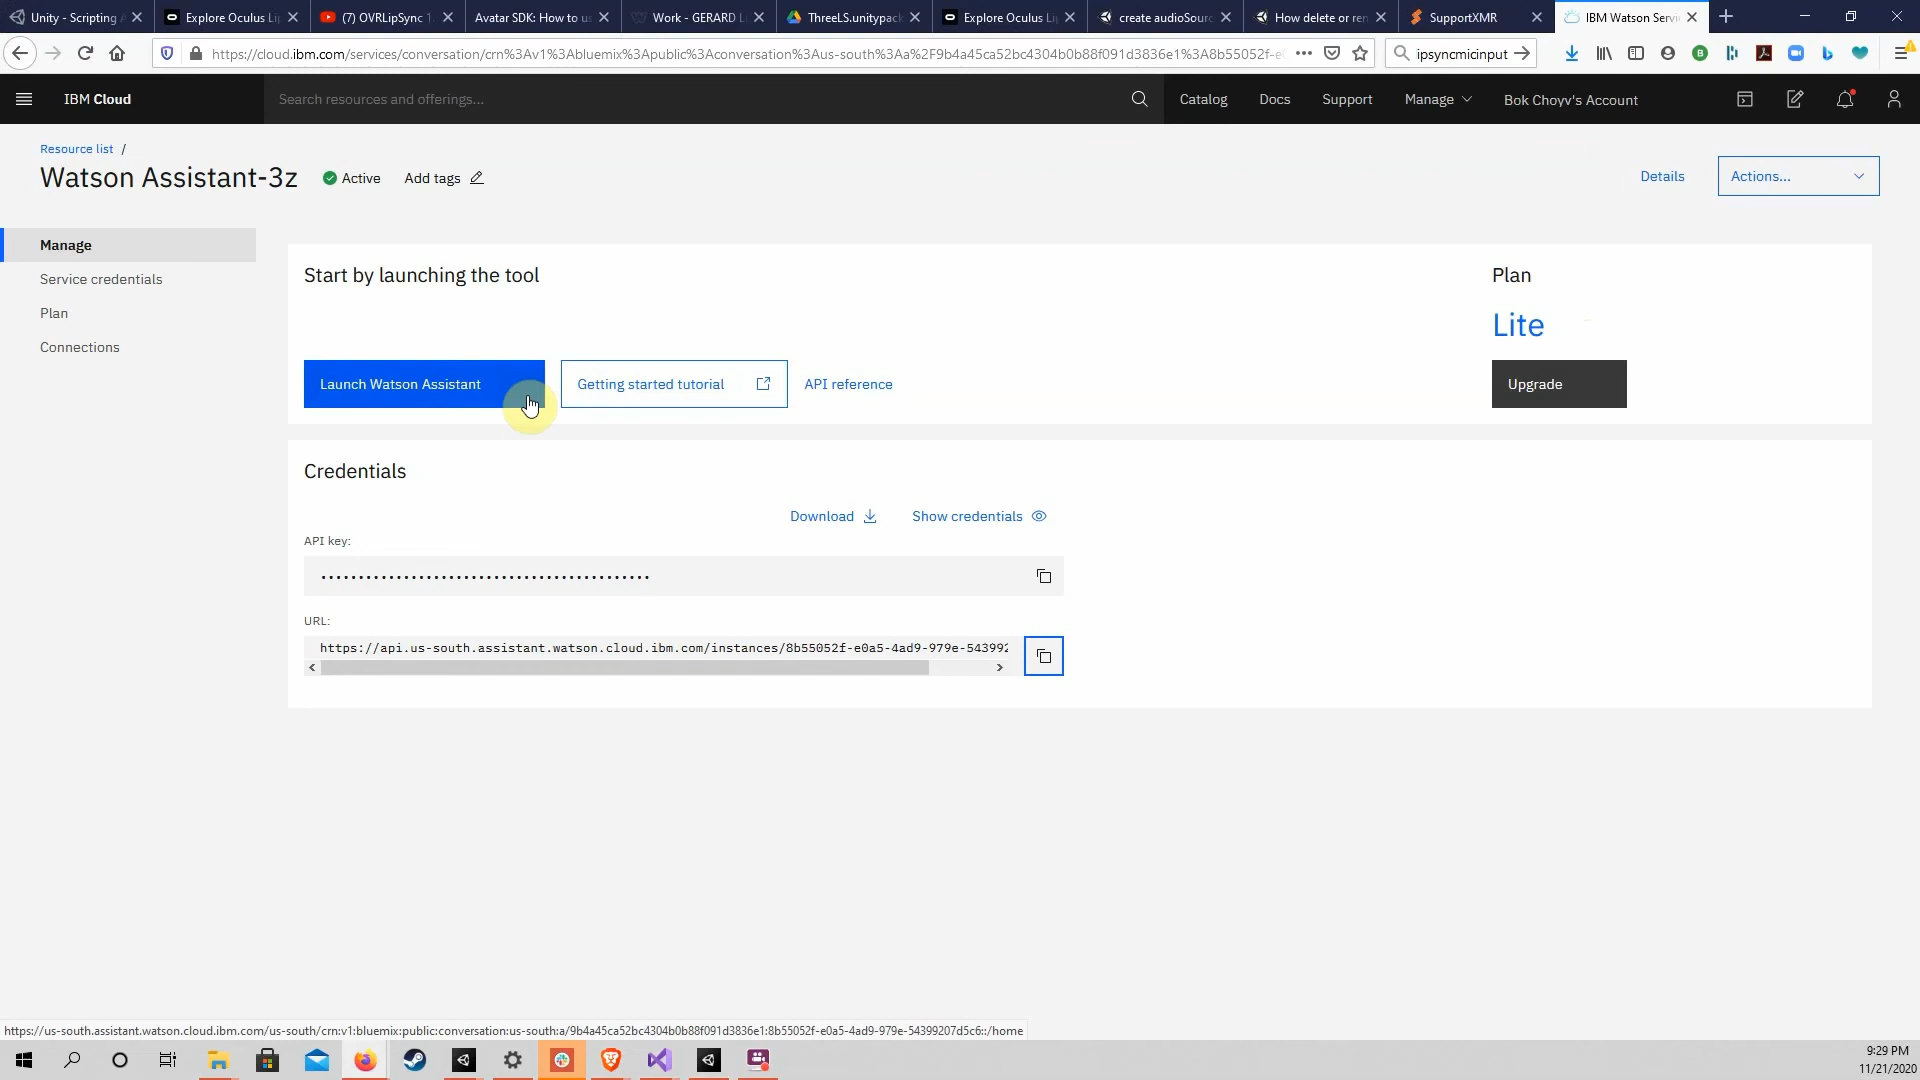 Unity - Scripting
Explore Oculus Li
(7) OVRLipSync T
Avatar SDK: How to us
Work - GERARD L
ThreeLS.unitypack
Explore Oculus Li
create audioSourc
How delete or ren
SupportXMR
IBM Watson Servi
https://cloud.ibm.com/services/conversation/crn%3Av1%3Abluemix%3Apublic%3Aconversation%3Aus-south%3Aa%2F9b4a45ca52bc4304b0b88f091d3836e1%3A8b55052f-e0
ipsyncmicinput
IBM Cloud
Search resources and offerings...
Catalog
Docs
Support
Manage
Bok Choyv's Account
Resource list /
Watson Assistant-3z
Active
Add tags
Details
Actions...
Manage
Service credentials
Plan
Connections
Start by launching the tool
Launch Watson Assistant
Getting started tutorial
API reference
Plan
Lite
Upgrade
Credentials
Download
Show credentials
API key:
URL:
https://api.us-south.assistant.watson.cloud.ibm.com/instances/8b55052f-e0a5-4ad9-979e-543992
https://us-south.assistant.watson.cloud.ibm.com/us-south/crn:v1:bluemix:public:conversation:us-south:a/9b4a45ca52bc4304b0b88f091d3836e1:8b55052f-e0a5-4ad9-979e-54399207d5c6::/home
9:29 PM
11/21/2020